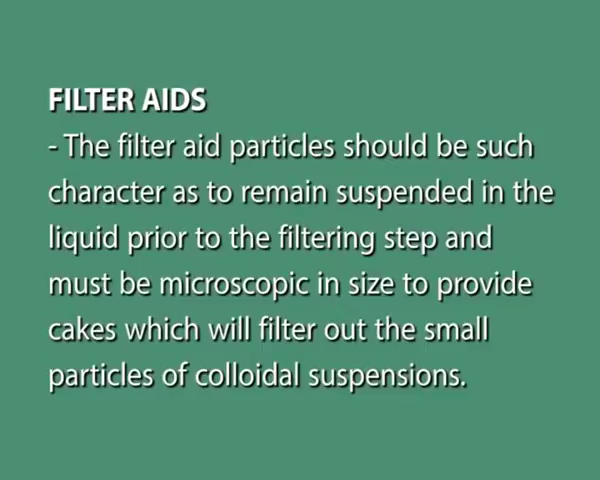 FILTER AIDS
- The filter aid particles should be such
character as to remain suspended in the
liquid prior to the filtering step and
must be microscopic in size to provide
cakes which will filter out the small
particles of colloidal suspensions.